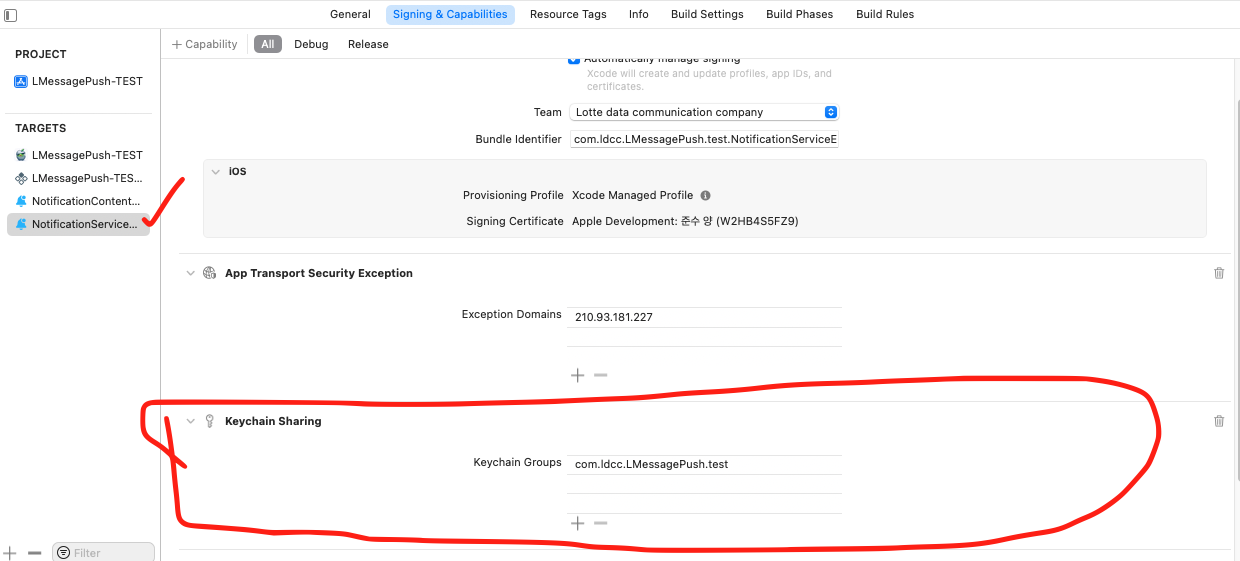 General Signing & Capabilities Resource Tags Info Build Settings Build Phases Build Rules
PROJECT
LMessagePush-TEST
TARGETS
LMessagePush-TEST
LMessagePush-TES...
NotificationContent...
NotificationService...
Filter
+ Capability All Debug Release
Automatically manage signing
Xcode will create and update profiles, app IDs, and
certificates.
Team Lotte data communication company
Bundle Identifier com.ldcc.LMessagePush.test.NotificationServiceE
iOS
Provisioning Profile Xcode Managed Profile
Signing Certificate Apple Development: 준수 양 (W2HB4S5FZ9)
App Transport Security Exception
Exception Domains 210.93.181.227
Keychain Sharing
Keychain Groups com.ldcc.LMessagePush.test